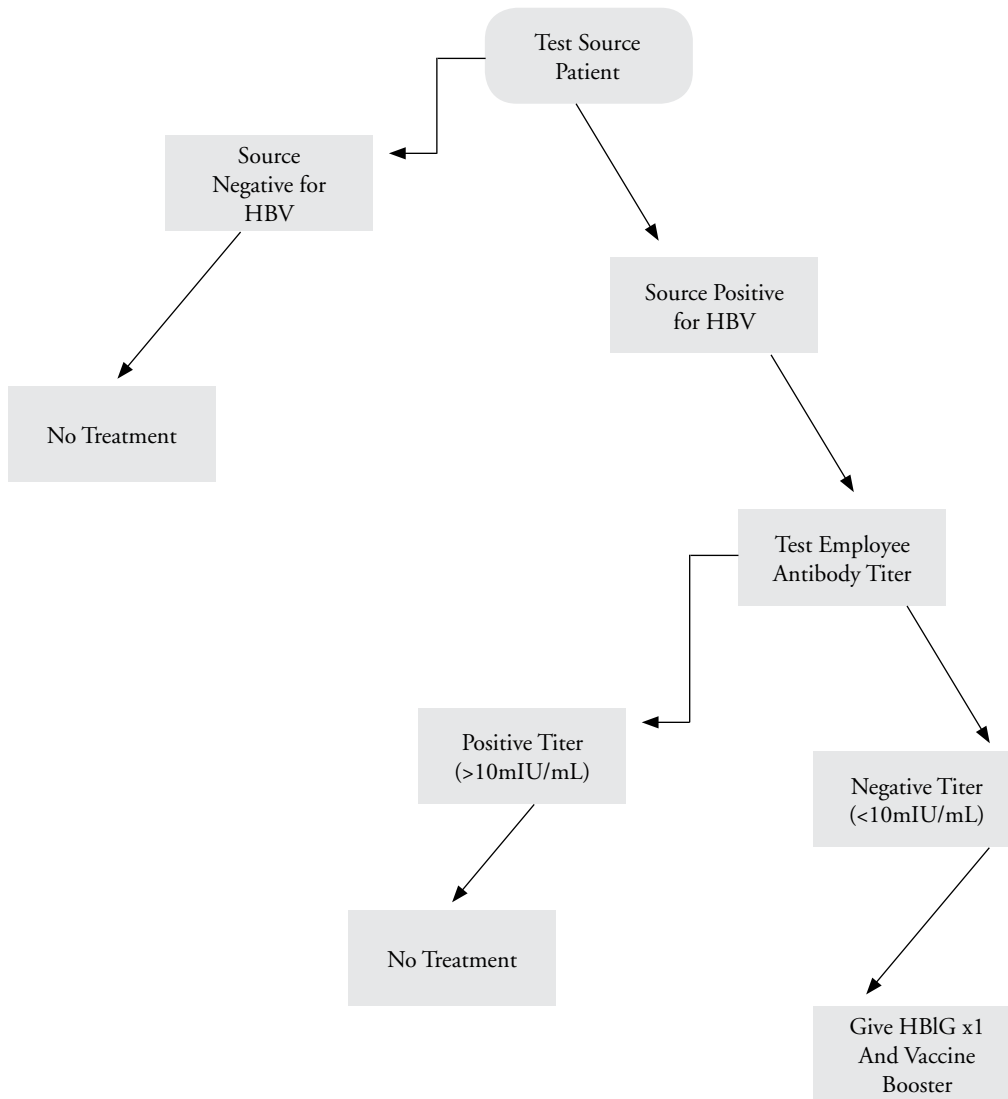 Test Source
Patient
Source
Negative for
HBV
Source Positive
for HBV
No Treatment
Test Employee
Antibody Titer
Positive Titer
(>10mIU/mL)
Negative Titer
(<10mIU/mL)
No Treatment
Give HBlG x1
And Vaccine
Booster